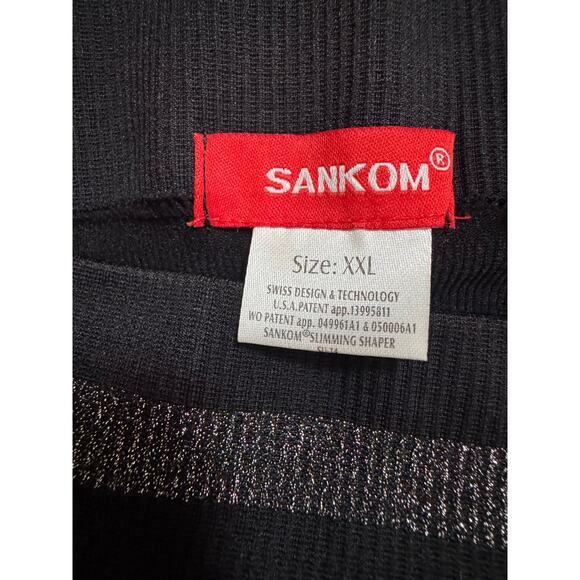 SANKOM®
Size: XXL
SWISS DESIGN & TECHNOLOGY
U.S.A. PATENT app. 13995811
WO PATENT app. 049961A1 & 050006A1
SANKOM® SLIMMING SHAPER